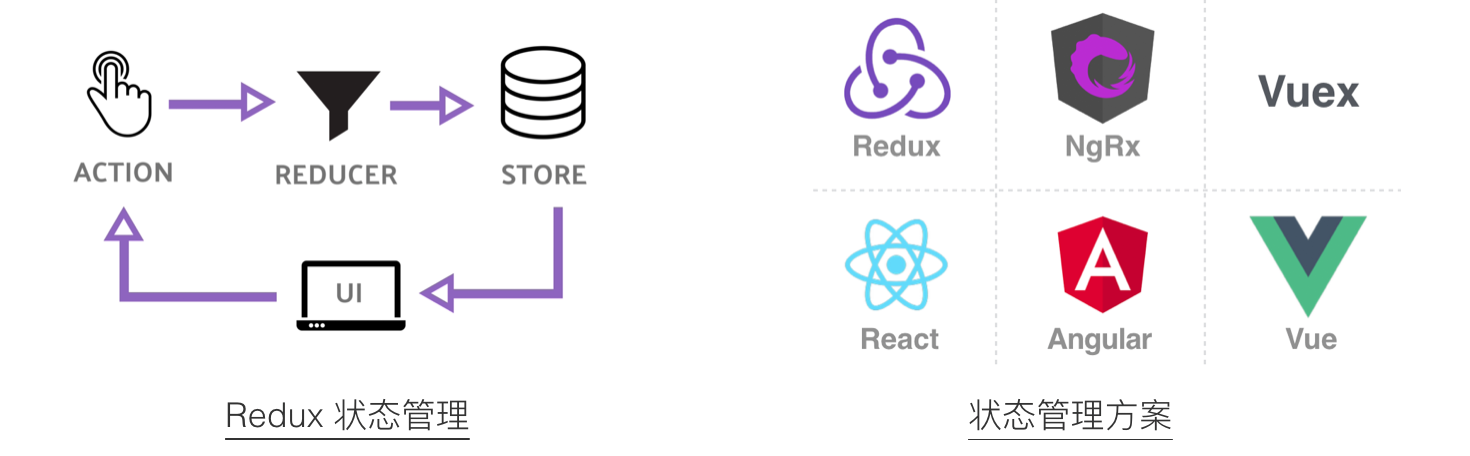 ACTION
REDUCER
STORE
UI
Redux 状态管理
Redux
NgRx
Vuex
React
Angular
Vue
状态管理方案